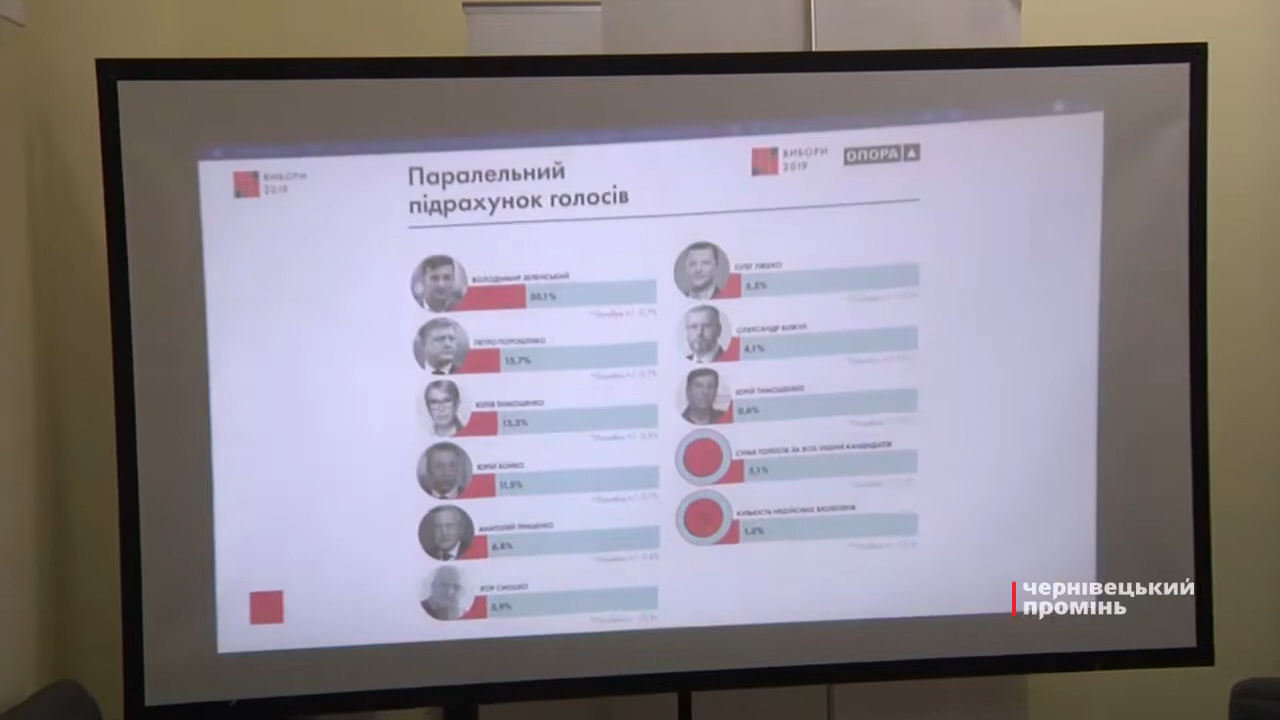 ВИБОРИ
2019
Паралельний
підрахунок голосів
ВИБОРИ
2019
ОПОРА
ВОЛОДИМИР ЗЕЛЕНСЬКИЙ
30,1%
ПЕТРО ПОРОШЕНКО
15,7%
ЮЛІЯ ТИМОШЕНКО
13,3%
ЮРІЙ БОЙКО
11,5%
АНАТОЛІЙ ГРИЦЕНКО
6,8%
ІГОР СМЕШКО
5,9%
ОЛЕГ ЛЯШКО
5,5%
ОЛЕКСАНДР ВІЛКУЛ
4,1%
ЮРІЙ ТИМОШЕНКО
0,6%
СУМА ГОЛОСІВ ЗА ВСІХ ІНШИХ КАНДИДАТІВ
5,1%
КІЛЬКІСТЬ НЕДІЙСНИХ БЮЛЕТЕНІВ
чернівецький
промінь